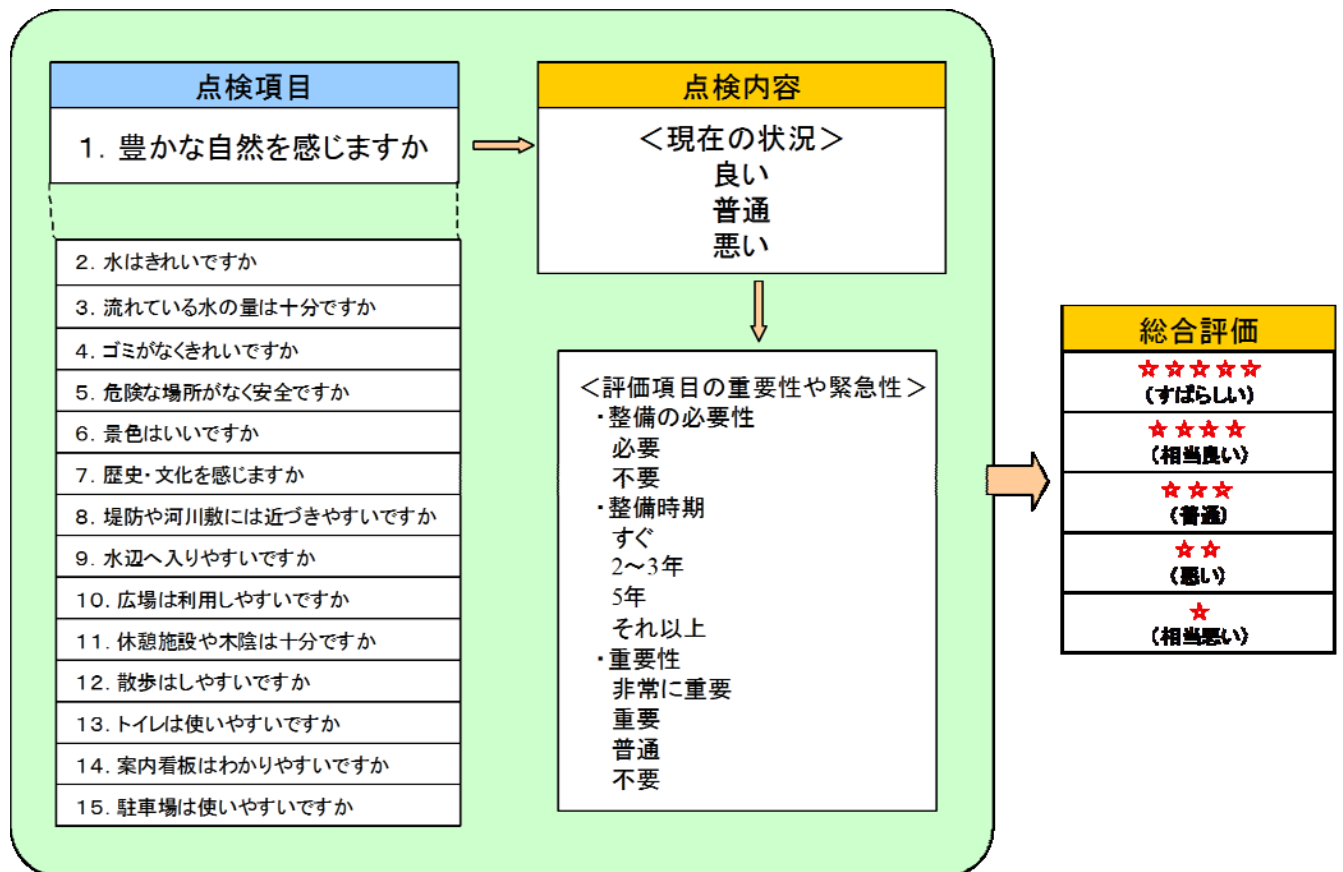 点検項目
1. 豊かな自然を感じますか
2. 水はきれいですか
3. 流れている水の量は十分ですか
4. ゴミがなくきれいですか
5. 危険な場所がなく安全ですか
6. 景色はいいですか
7. 歴史・文化を感じますか
8. 堤防や河川敷には近づきやすいですか
9. 水辺へ入りやすいですか
10. 広場は利用しやすいですか
11. 休憩施設や木陰は十分ですか
12. 散歩はしやすいですか
13. トイレは使いやすいですか
14. 案内看板はわかりやすいですか
15. 駐車場は使いやすいですか
点検内容
＜現在の状況＞
良い
普通
悪い
＜評価項目の重要性や緊急性＞
・整備の必要性
必要
不要
・整備時期
すぐ
2～3年
5年
それ以上
・重要性
非常に重要
重要
普通
不要
総合評価
☆☆☆☆☆
(すばらしい)
☆☆☆☆
(相当良い)
☆☆☆
(普通)
☆☆
(悪い)
☆
(相当悪い)